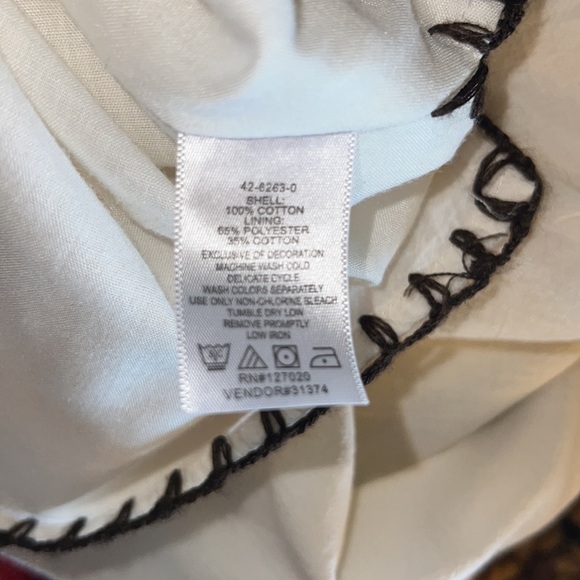 42-6263-0
SHELL:
100% COTTON
LINING:
65% POLYESTER
35% COTTON
EXCLUSIVE OF DECORATION
MACHINE WASH COLD
DELICATE CYCLE
WASH COLORS SEPARATELY
USE ONLY NON-CHLORINE BLEACH
TUMBLE DRY LOW
REMOVE PROMPTLY
LOW IRON
RN#127020
VENDOR#31374